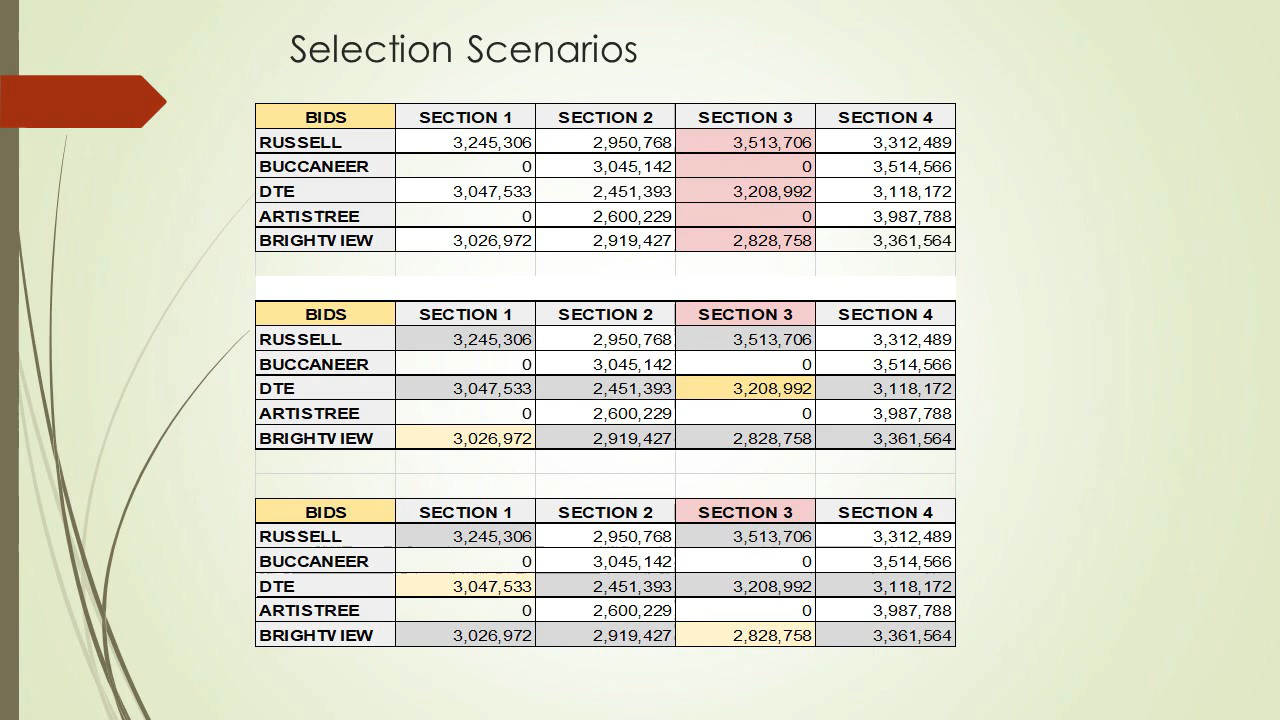 Selection Scenarios
BIDS SECTION 1 SECTION 2 SECTION 3 SECTION 4
RUSSELL 3,245,306 2,950,768 3,513,706 3,312,489
BUCCANEER 0 3,045,142 0 3,514,566
DTE 3,047,533 2,451,393 3,208,992 3,118,172
ARTISTREE 0 2,600,229 0 3,987,788
BRIGHTVIEW 3,026,972 2,919,427 2,828,758 3,361,564
BIDS SECTION 1 SECTION 2 SECTION 3 SECTION 4
RUSSELL 3,245,306 2,950,768 3,513,706 3,312,489
BUCCANEER 0 3,045,142 0 3,514,566
DTE 3,047,533 2,451,393 3,208,992 3,118,172
ARTISTREE 0 2,600,229 0 3,987,788
BRIGHTVIEW 3,026,972 2,919,427 2,828,758 3,361,564
BIDS SECTION 1 SECTION 2 SECTION 3 SECTION 4
RUSSELL 3,245,306 2,950,768 3,513,706 3,312,489
BUCCANEER 0 3,045,142 0 3,514,566
DTE 3,047,533 2,451,393 3,208,992 3,118,172
ARTISTREE 0 2,600,229 0 3,987,788
BRIGHTVIEW 3,026,972 2,919,427 2,828,758 3,361,564